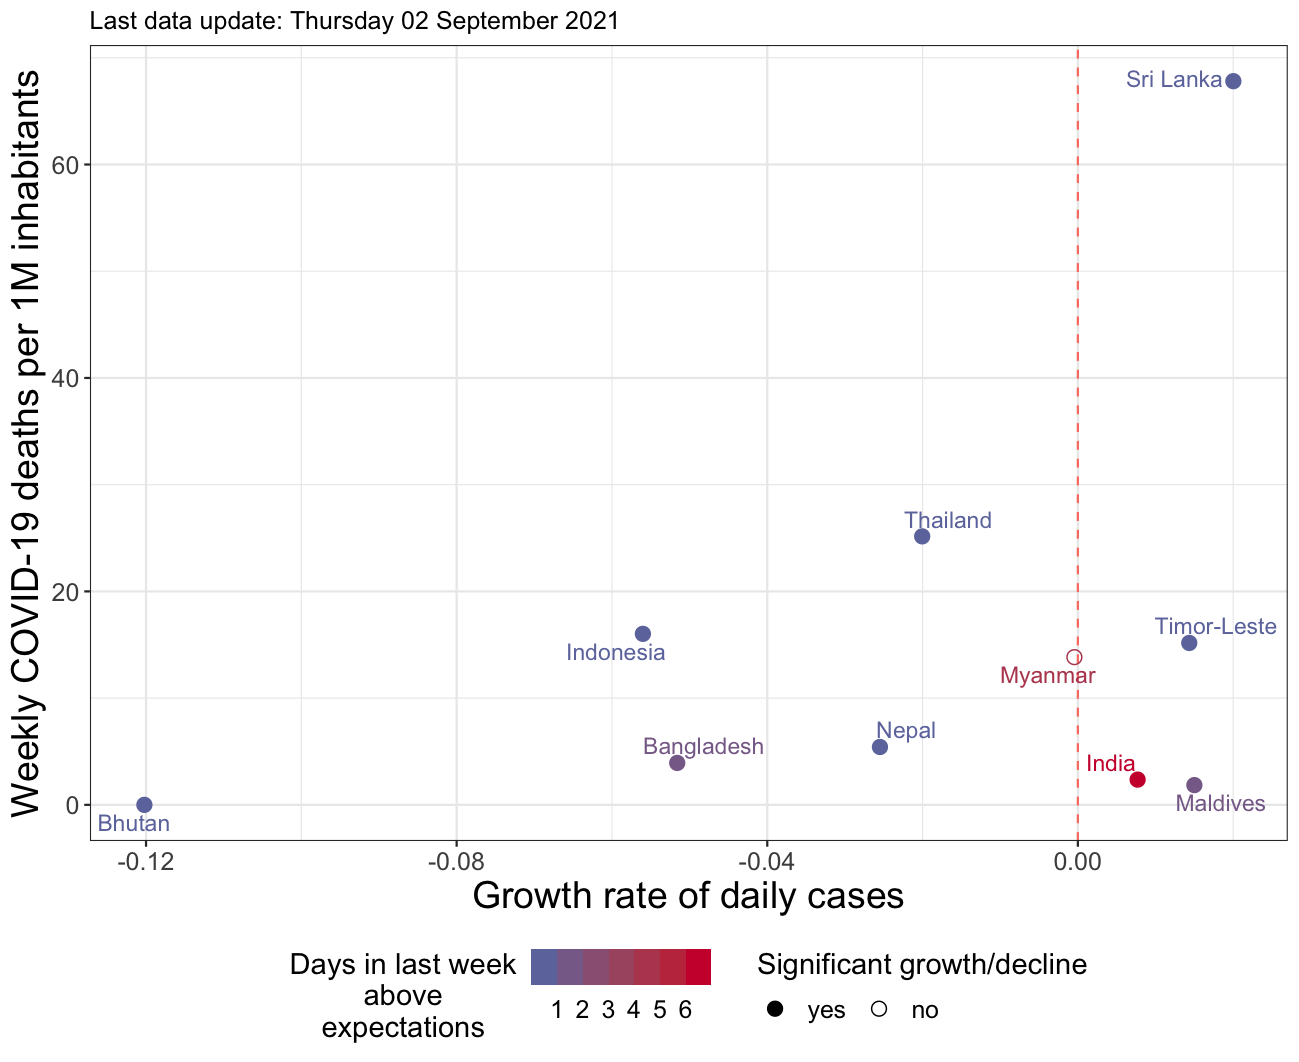 Last data update: Thursday 02 September 2021
Weekly COVID-19 deaths per 1M inhabitants
60
40
20
0
Sri Lanka
Thailand
Timor-Leste
Indonesia
Myanmar
Nepal
Bangladesh
India
Maldives
Bhutan
-0.12 -0.08 -0.04 0.00
Growth rate of daily cases
Days in last week
above
expectations
1 2 3 4 5 6
Significant growth/decline
yes no